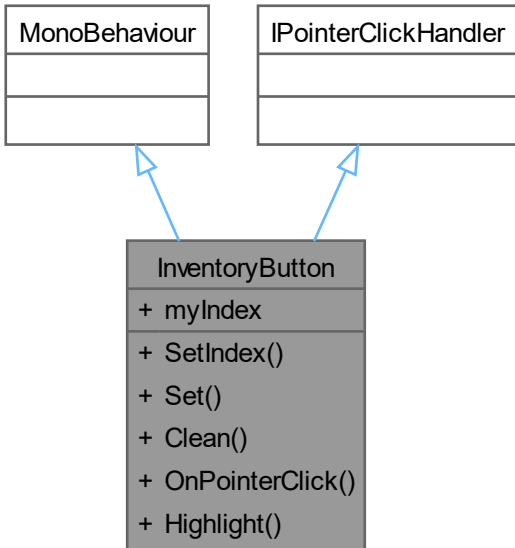 MonoBehaviour
IPointerClickHandler
InventoryButton
+ myIndex
+ SetIndex()
+ Set()
+ Clean()
+ OnPointerClick()
+ Highlight()